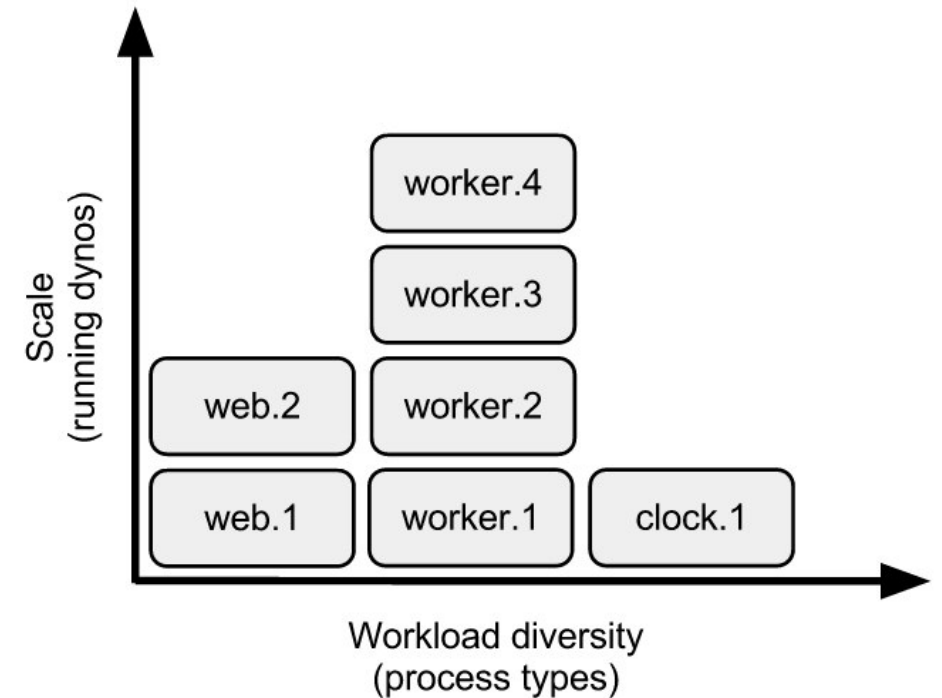 worker.4
worker.3
web.2
worker.2
web.1
worker.1
clock.1
Scale
(running dynos)
Workload diversity
(process types)